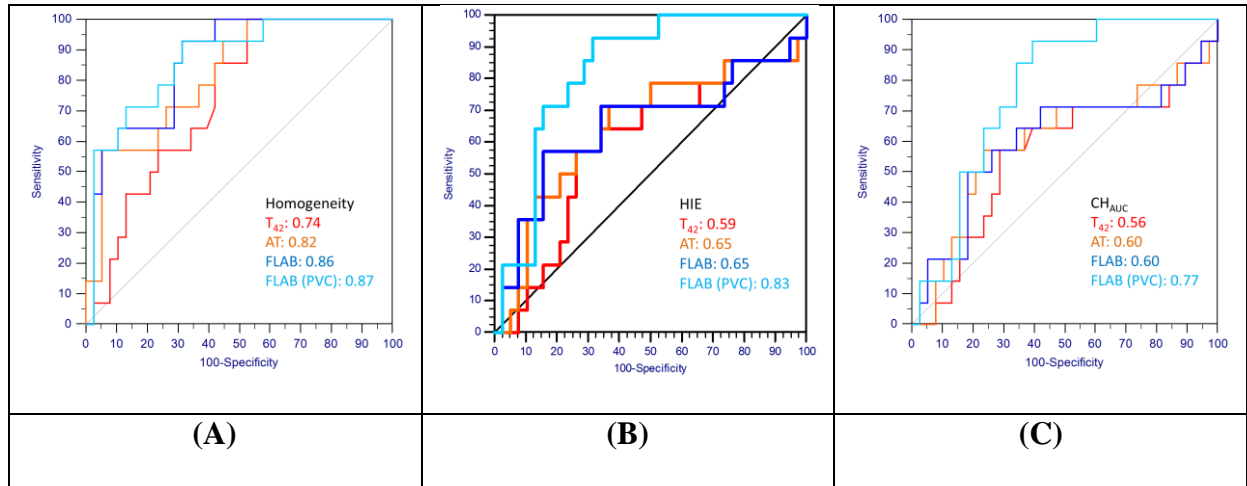 100
90
80
70
60
50
40
30
20
10
0
Sensitivity
Homogeneity
T42: 0.74
AT: 0.82
FLAB: 0.86
FLAB (PVC): 0.87
0 10 20 30 40 50 60 70 80 90 100
100-Specificity
100
90
80
70
60
50
40
30
20
10
0
Sensitivity
HIE
T42: 0.59
AT: 0.65
FLAB: 0.65
FLAB (PVC): 0.83
0 10 20 30 40 50 60 70 80 90 100
100-Specificity
100
90
80
70
60
50
40
30
20
10
0
Sensitivity
CHAUC
T42: 0.56
AT: 0.60
FLAB: 0.60
FLAB (PVC): 0.77
0 10 20 30 40 50 60 70 80 90 100
100-Specificity
(A)
(B)
(C)